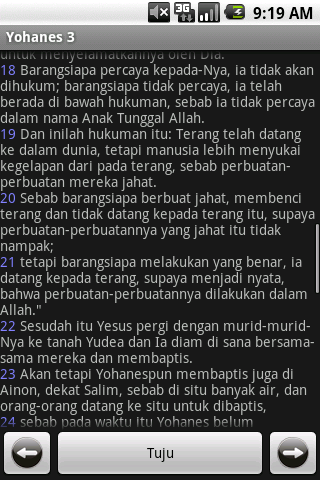 3G
9:19 AM
Yohanes 3
untuk menyelamatkannya oleh Dia.
18 Barangsiapa percaya kepada-Nya, ia tidak akan
dihukum; barangsiapa tidak percaya, ia telah
berada di bawah hukuman, sebab ia tidak percaya
dalam nama Anak Tunggal Allah.
19 Dan inilah hukuman itu: Terang telah datang
ke dalam dunia, tetapi manusia lebih menyukai
kegelapan dari pada terang, sebab perbuatan-
perbuatan mereka jahat.
20 Sebab barangsiapa berbuat jahat, membenci
terang dan tidak datang kepada terang itu, supaya
perbuatan-perbuatannya yang jahat itu tidak
nampak;
21 tetapi barangsiapa melakukan yang benar, ia
datang kepada terang, supaya menjadi nyata,
bahwa perbuatan-perbuatannya dilakukan dalam
Allah."
22 Sesudah itu Yesus pergi dengan murid-murid-
Nya ke tanah Yudea dan Ia diam di sana bersama-
sama mereka dan membaptis.
23 Akan tetapi Yohanespun membaptis juga di
Ainon, dekat Salim, sebab di situ banyak air, dan
orang-orang datang ke situ untuk dibaptis,
24 sebab pada waktu itu Yohanes belum
Tuju